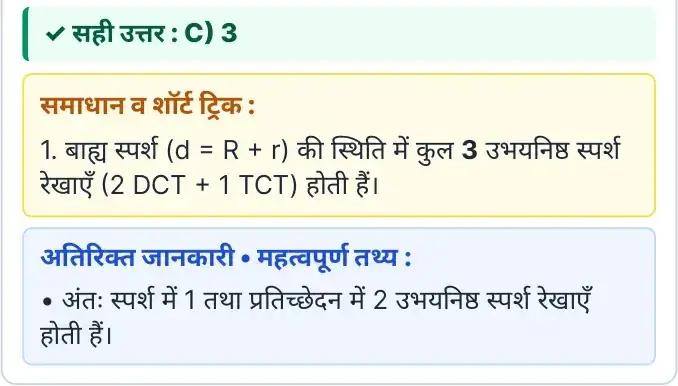 ✓ सही उत्तर : C) 3
समाधान व शॉर्ट ट्रिक :
1. बाह्य स्पर्श (d = R + r) की स्थिति में कुल 3 उभयनिष्ठ स्पर्श
रेखाएँ (2 DCT + 1 TCT) होती हैं।
अतिरिक्त जानकारी • महत्वपूर्ण तथ्य :
• अंतः स्पर्श में 1 तथा प्रतिच्छेदन में 2 उभयनिष्ठ स्पर्श रेखाएँ
होती हैं।